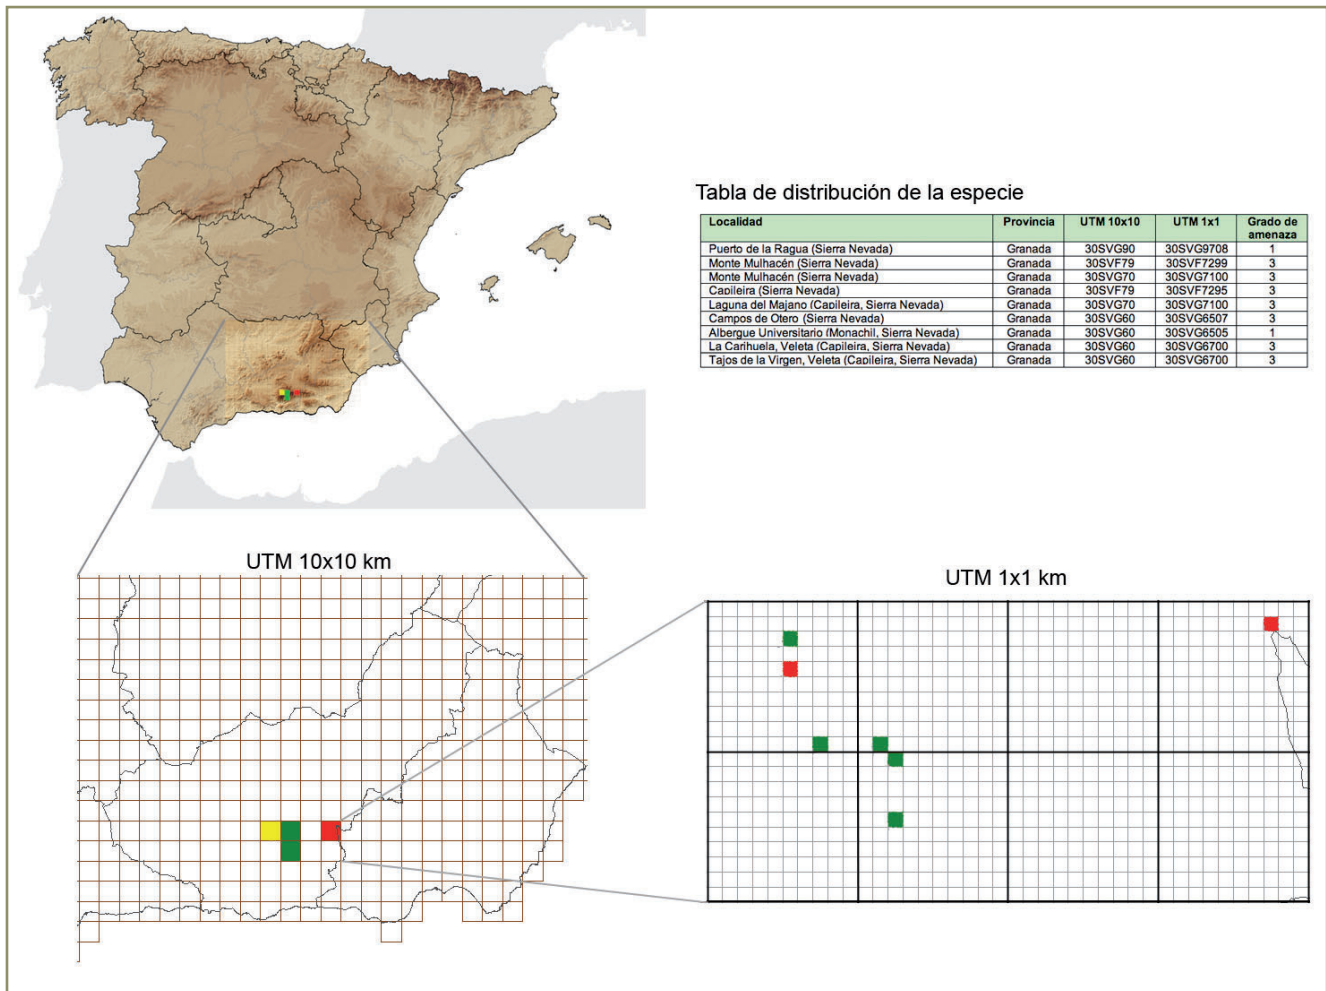 Tabla de distribución de la especie
Localidad Provincia UTM 10x10 UTM 1x1 Grado de
amenaza
Puerto de la Ragua (Sierra Nevada) Granada 30SVG90 30SVG9708 1
Monte Mulhacén (Sierra Nevada) Granada 30SVF79 30SVF7299 3
Monte Mulhacén (Sierra Nevada) Granada 30SVG70 30SVG7100 3
Capileira (Sierra Nevada) Granada 30SVF79 30SVF7295 3
Laguna del Majano (Capileira, Sierra Nevada) Granada 30SVG70 30SVG7100 3
Campos de Otero (Sierra Nevada) Granada 30SVG60 30SVG6507 3
Albergue Universitario (Monachil, Sierra Nevada) Granada 30SVG60 30SVG6505 1
La Carihuela, Veleta (Capileira, Sierra Nevada) Granada 30SVG60 30SVG6700 3
Tajos de la Virgen, Veleta (Capileira, Sierra Nevada) Granada 30SVG60 30SVG6700 3
UTM 10x10 km
UTM 1x1 km